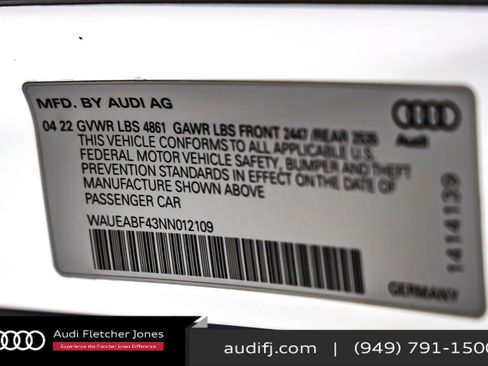 MFD. BY AUDI AG
04 22 GVWR LBS 4861 GAWR LBS FRONT 2447 /REAR 2535
THIS VEHICLE CONFORMS TO ALL APPLICABLE U.S.
FEDERAL MOTOR VEHICLE SAFETY, BUMPER AND THEFT
PREVENTION STANDARDS IN EFFECT ON THE DATE OF
MANUFACTURE SHOWN ABOVE
PASSENGER CAR
WAUEABF43NN012109
Audi
1414139
GERMANY
Audi Fletcher Jones
Experience the Fletcher Jones Difference.
audifj.com | (949) 791-1500